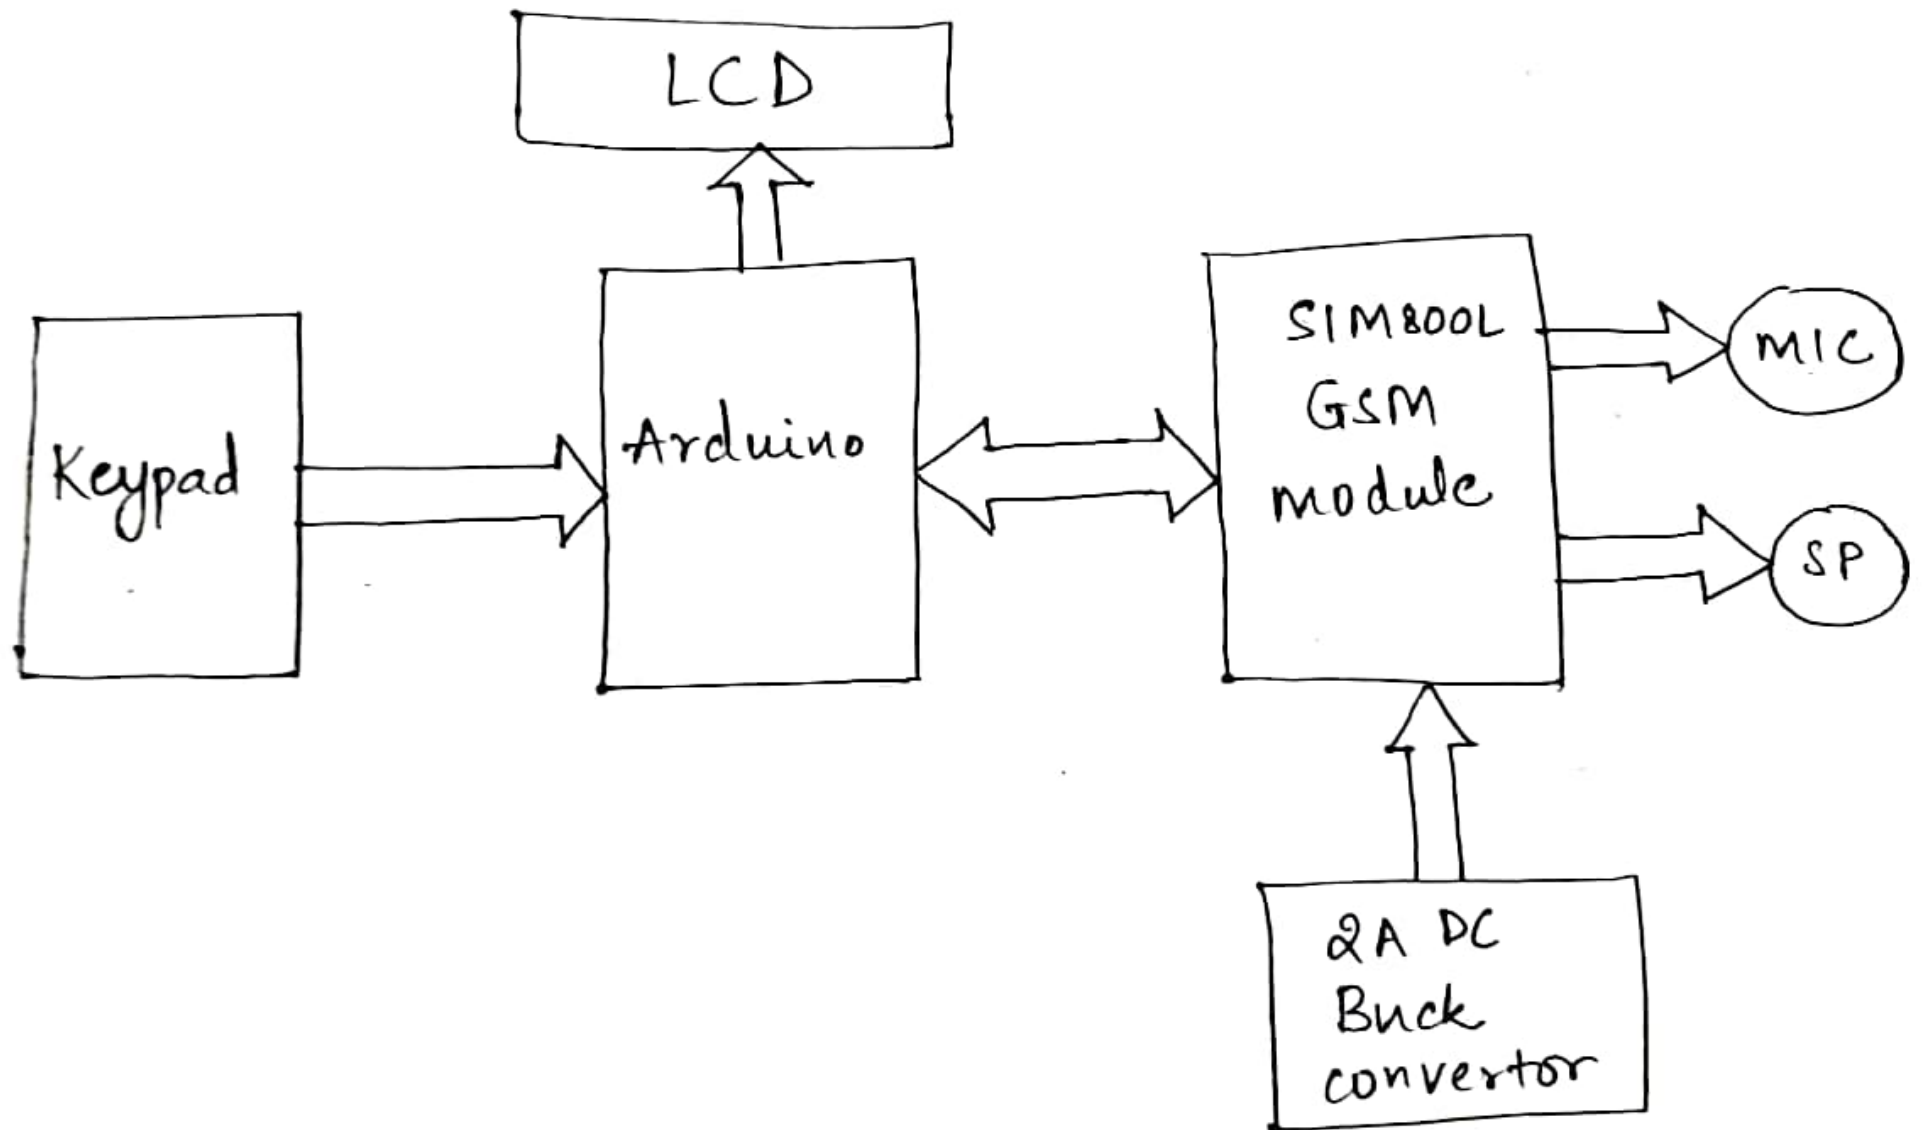 LCD
Keypad
Arduino
SIM800L
GSM
Module
MIC
SP
2A DC
Buck
convertor